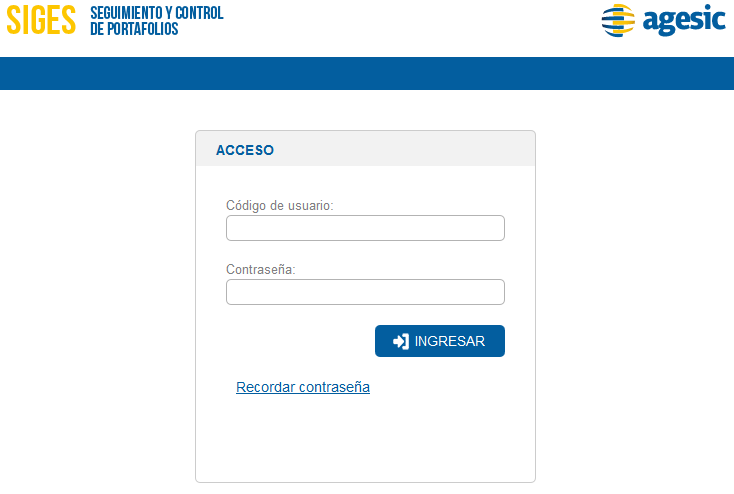 SIGES
SEGUIMIENTO Y CONTROL
DE PORTAFOLIOS
agesic
ACCESO
Código de usuario:
Contraseña:
INGRESAR
Recordar contraseña